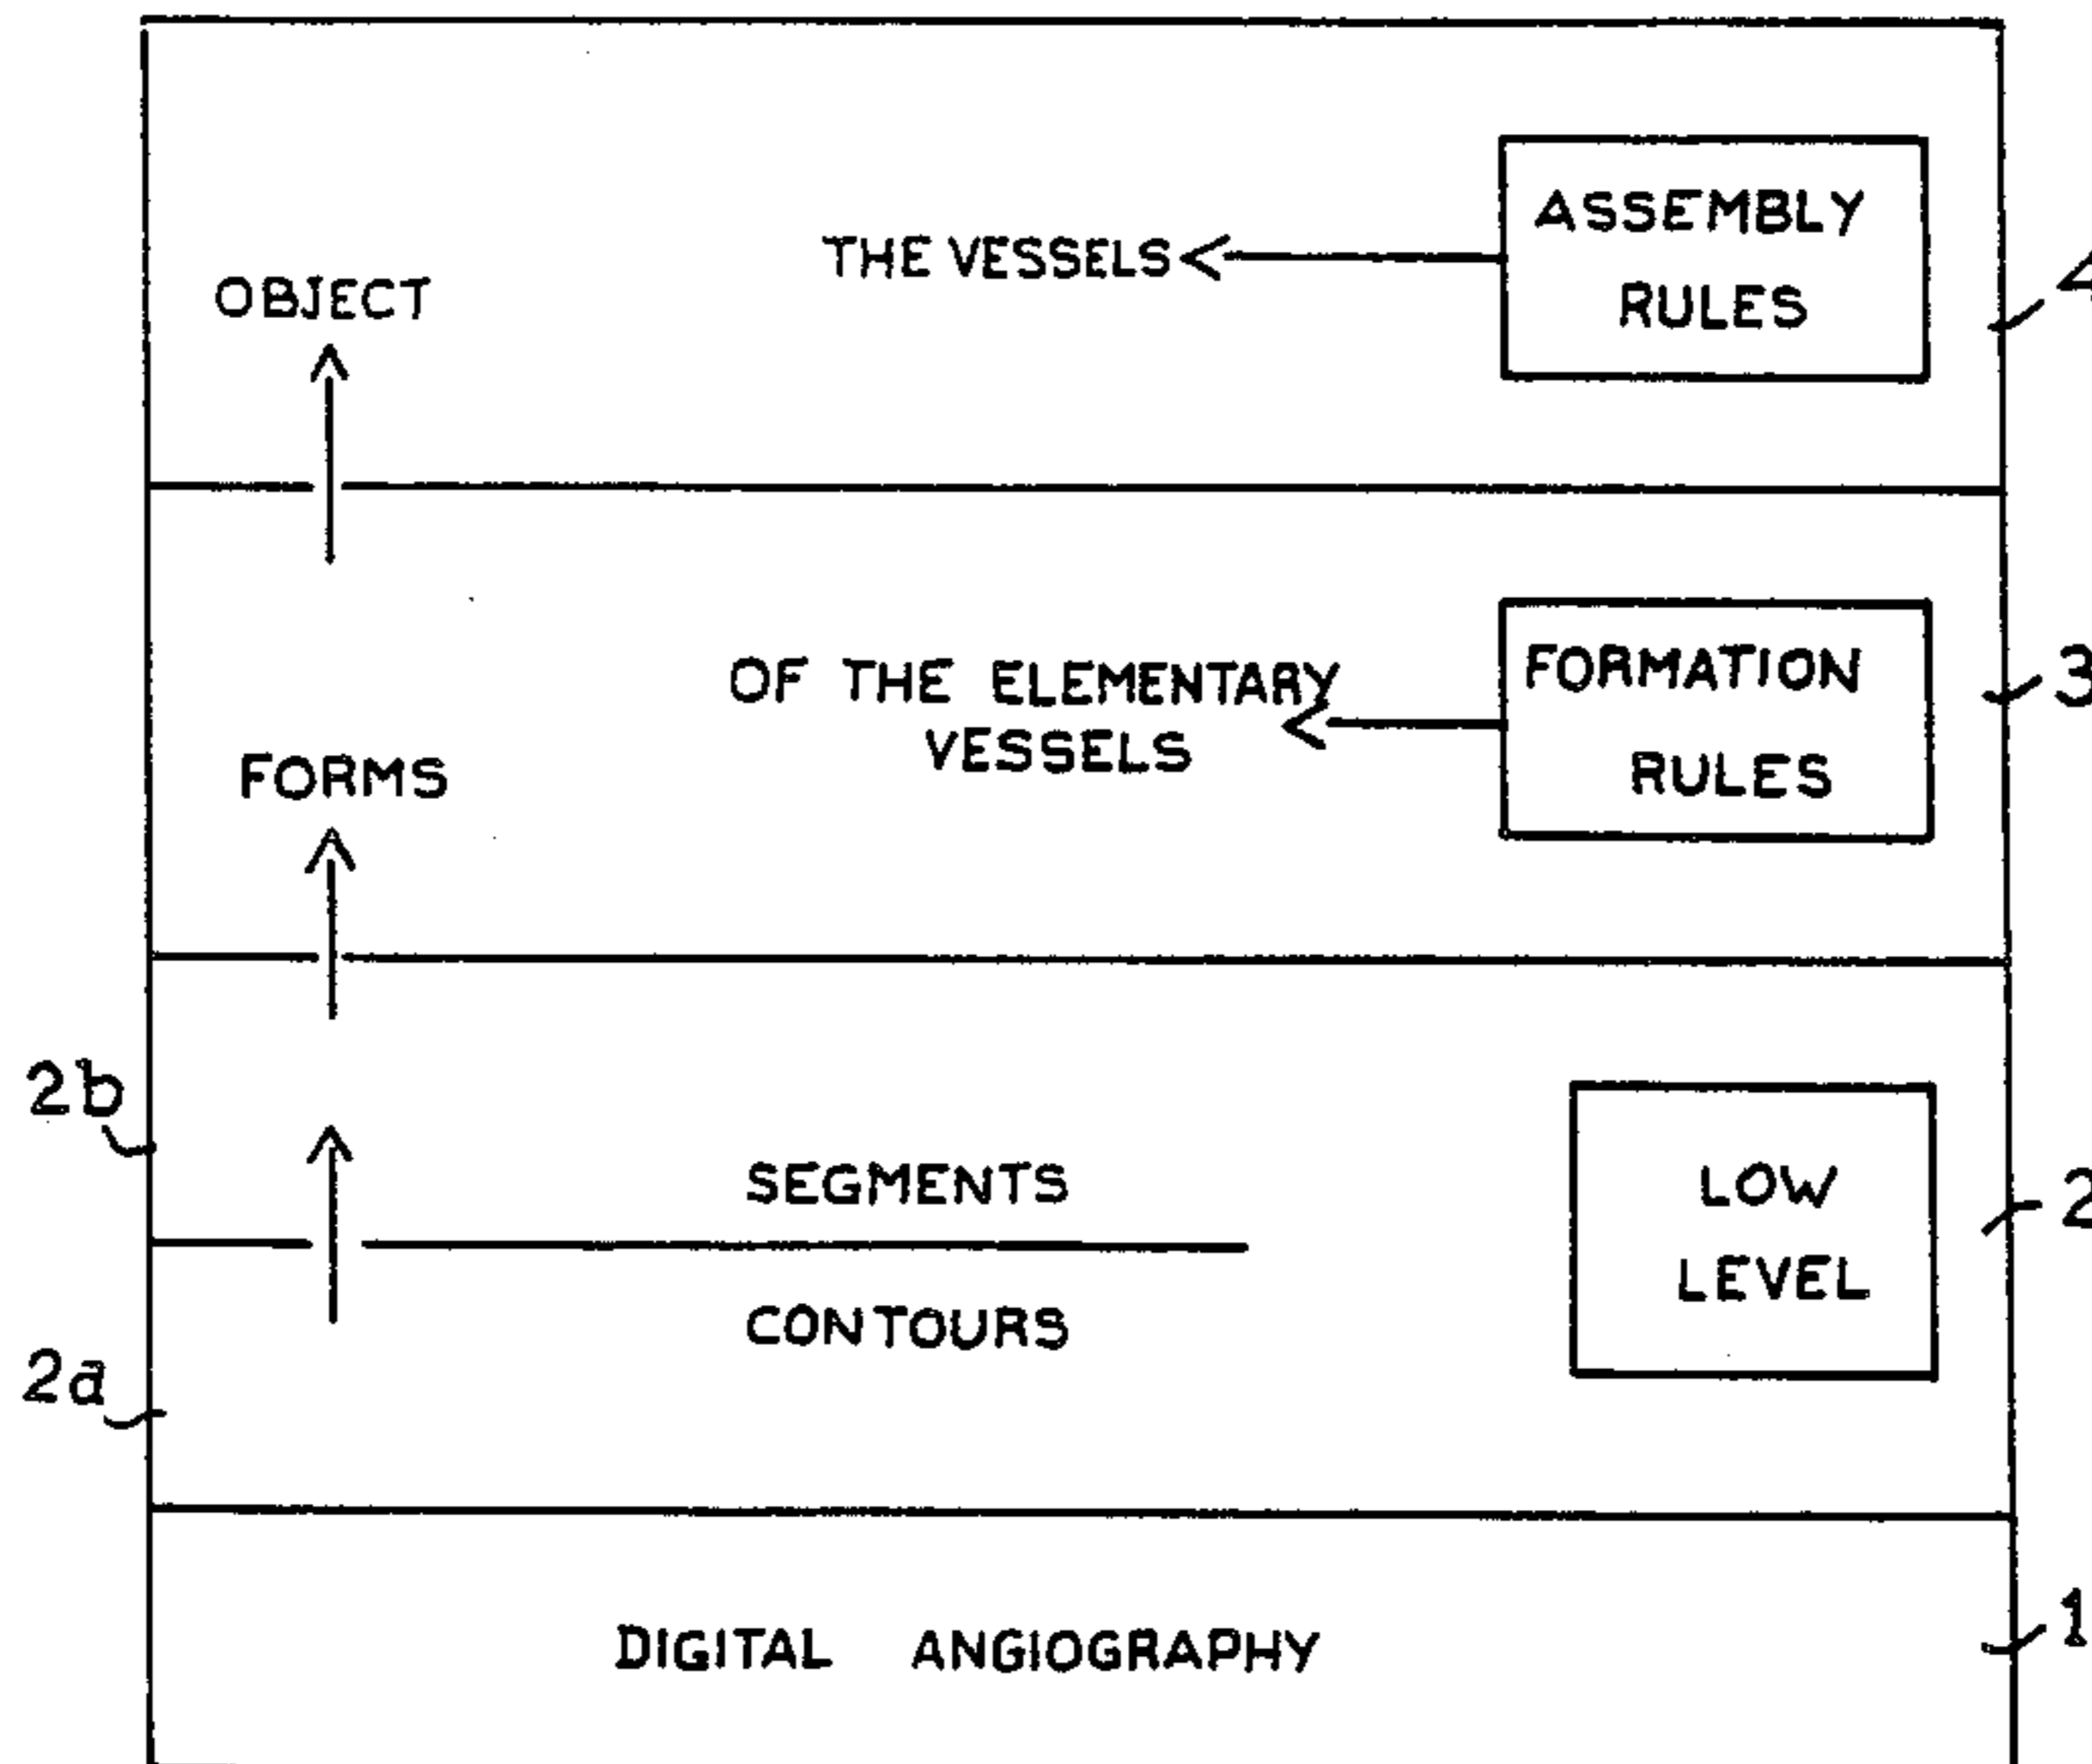 THE VESSELS
ASSEMBLY
RULES
OBJECT
4
OF THE ELEMENTARY
VESSELS
FORMATION
RULES
3
FORMS
2b
SEGMENTS
LOW
LEVEL
2
CONTOURS
2a
DIGITAL ANGIOGRAPHY
1